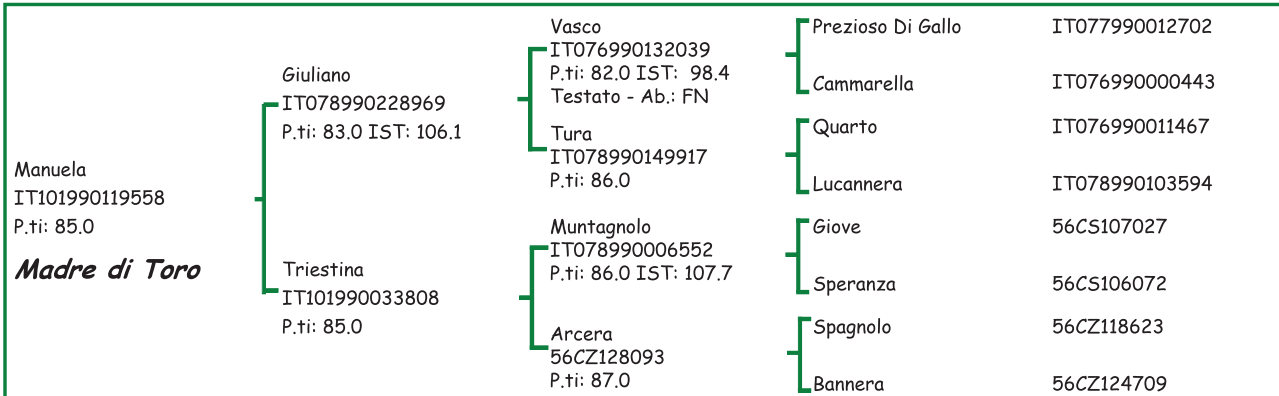 Manuela
IT101990119558
P.ti: 85.0
Madre di Toro
Giuliano
IT078990228969
P.ti: 83.0 IST: 106.1
Triestina
IT101990033808
P.ti: 85.0
Vasco
IT076990132039
P.ti: 82.0 IST: 98.4
Testato - Ab.: FN
Tura
IT078990149917
P.ti: 86.0
Muntagnolo
IT078990006552
P.ti: 86.0 IST: 107.7
Arcera
56CZ128093
P.ti: 87.0
Prezioso Di Gallo IT077990012702
Cammarella IT076990000443
Quarto IT076990011467
Lucannera IT078990103594
Giove 56CS107027
Speranza 56CS106072
Spagnolo 56CZ118623
Bannera 56CZ124709